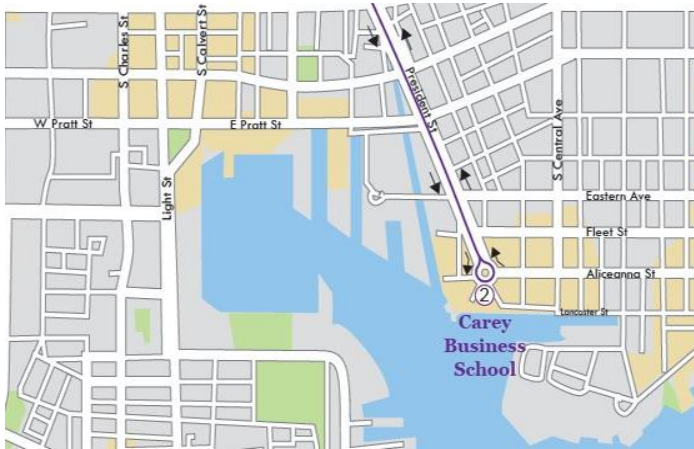 S Charles St
S Calvert St
President St
W Pratt St
E Pratt St
S Central Ave
Light St
Eastern Ave
Fleet St
Aliceanna St
2
Lancaster St
Carey
Business
School